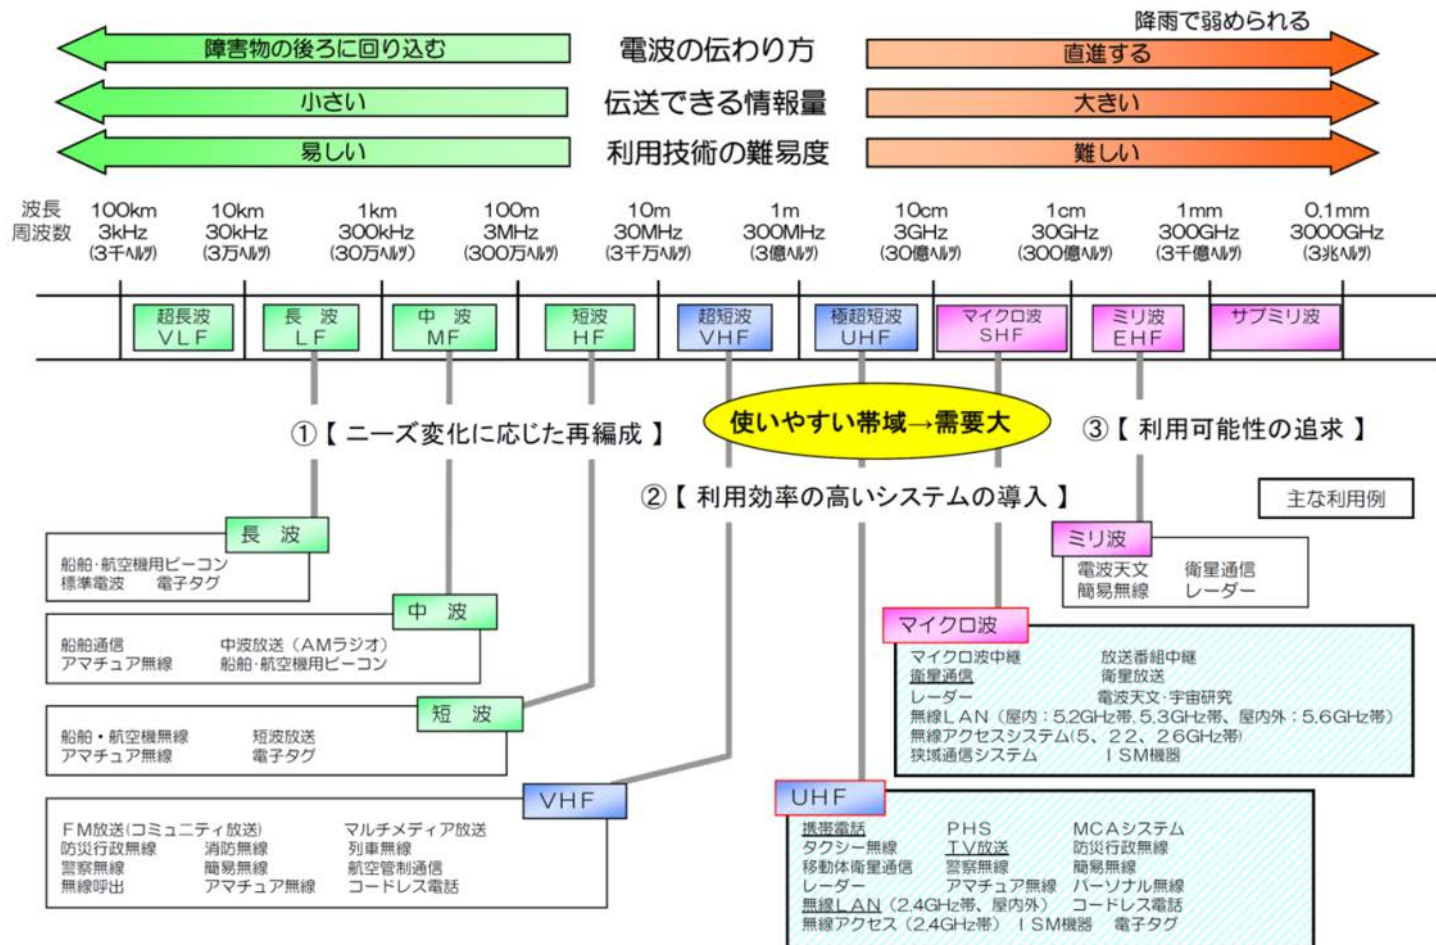 降雨で弱められる
障害物の後ろに回り込む 電波の伝わり方 直進する
小さい 伝送できる情報量 大きい
易しい 利用技術の難易度 難しい
波長 100km 10km 1km 100m 10m 1m 10cm 1cm 1mm 0.1mm
周波数 3kHz 30kHz 300kHz 3MHz 30MHz 300MHz 3GHz 30GHz 300GHz 3000GHz
(3千ヘルツ) (3万ヘルツ) (30万ヘルツ) (300万ヘルツ) (3千万ヘルツ) (3億ヘルツ) (30億ヘルツ) (300億ヘルツ) (3千億ヘルツ) (3兆ヘルツ)
超長波 長 波 中 波 短波 超短波 極超短波 マイクロ波 ミリ波 サブミリ波
VLF LF MF HF VHF UHF SHF EHF
使いやすい帯域→需要大
①【 ニーズ変化に応じた再編成 】
③【 利用可能性の追求 】
②【 利用効率の高いシステムの導入 】
主な利用例
長 波
船舶・航空機用ビーコン
標準電波 電子タグ
ミリ波
電波天文 衛星通信
簡易無線 レーダー
中 波
船舶通信 中波放送（AMラジオ）
アマチュア無線 船舶・航空機用ビーコン
マイクロ波
マイクロ波中継 放送番組中継
衛星通信 衛星放送
レーダー 電波天文・宇宙研究
無線LAN（屋内：5.2GHz帯,5.3GHz帯、屋内外：5.6GHz帯）
無線アクセスシステム(5、22、26GHz帯)
狭域通信システム ISM機器
短 波
船舶・航空機無線 短波放送
アマチュア無線 電子タグ
VHF
FM放送(コミュニティ放送) マルチメディア放送
防災行政無線 消防無線 列車無線
警察無線 簡易無線 航空管制通信
無線呼出 アマチュア無線 コードレス電話
UHF
携帯電話 PHS MCAシステム
タクシー無線 TV放送 防災行政無線
移動体衛星通信 警察無線 簡易無線
レーダー アマチュア無線 パーソナル無線
無線LAN（2.4GHz帯、屋内外） コードレス電話
無線アクセス（2.4GHz帯） ISM機器 電子タグ